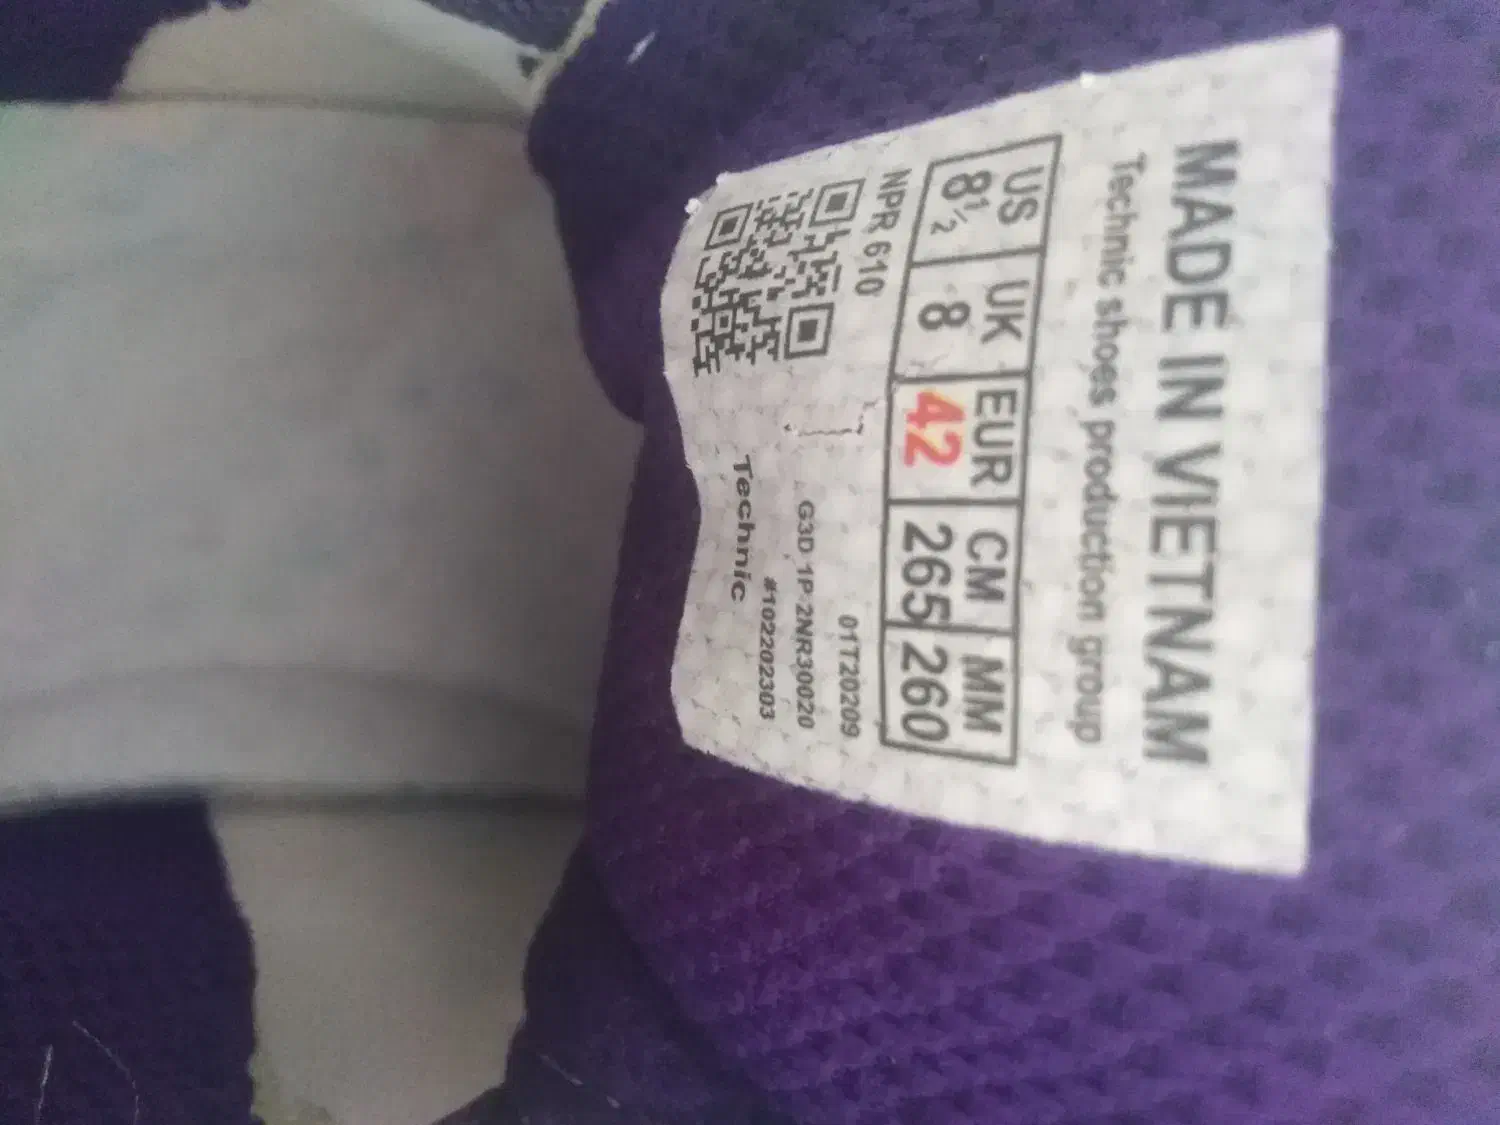 MADE IN VIETNAM
Technic shoes production group
US UK EUR CM MM
8½ 8 42 265 260
NPR 610
01T20209
G3D 1P 2NR30020
#102202303
Technic